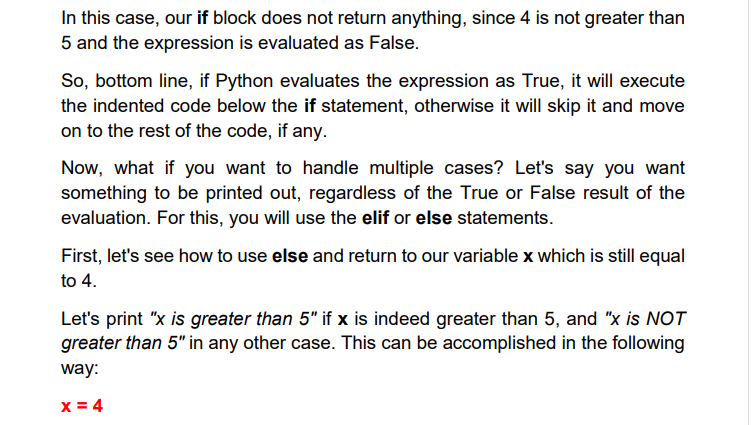 In this case, our if block does not return anything, since 4 is not greater than
5 and the expression is evaluated as False.
So, bottom line, if Python evaluates the expression as True, it will execute
the indented code below the if statement, otherwise it will skip it and move
on to the rest of the code, if any.
Now, what if you want to handle multiple cases? Let's say you want
something to be printed out, regardless of the True or False result of the
evaluation. For this, you will use the elif or else statements.
First, let's see how to use else and return to our variable x which is still equal
to 4.
Let's print "x is greater than 5" if x is indeed greater than 5, and "x is NOT
greater than 5" in any other case. This can be accomplished in the following
way:
x = 4